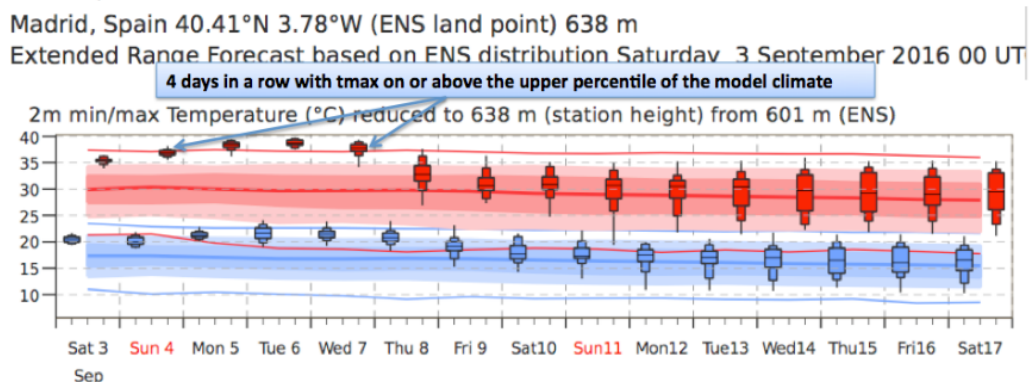 Madrid, Spain 40.41°N 3.78°W (ENS land point) 638 m
Extended Range Forecast based on ENS distribution Saturday 3 September 2016 00 UT
4 days in a row with tmax on or above the upper percentile of the model climate
2m min/max Temperature (°C) reduced to 638 m (station height) from 601 m (ENS)
40
35
30
25
20
15
10
Sat 3 Sun 4 Mon 5 Tue 6 Wed 7 Thu 8 Fri 9 Sat10 Sun11 Mon12 Tue13 Wed14 Thu15 Fri16 Sat17
Sep